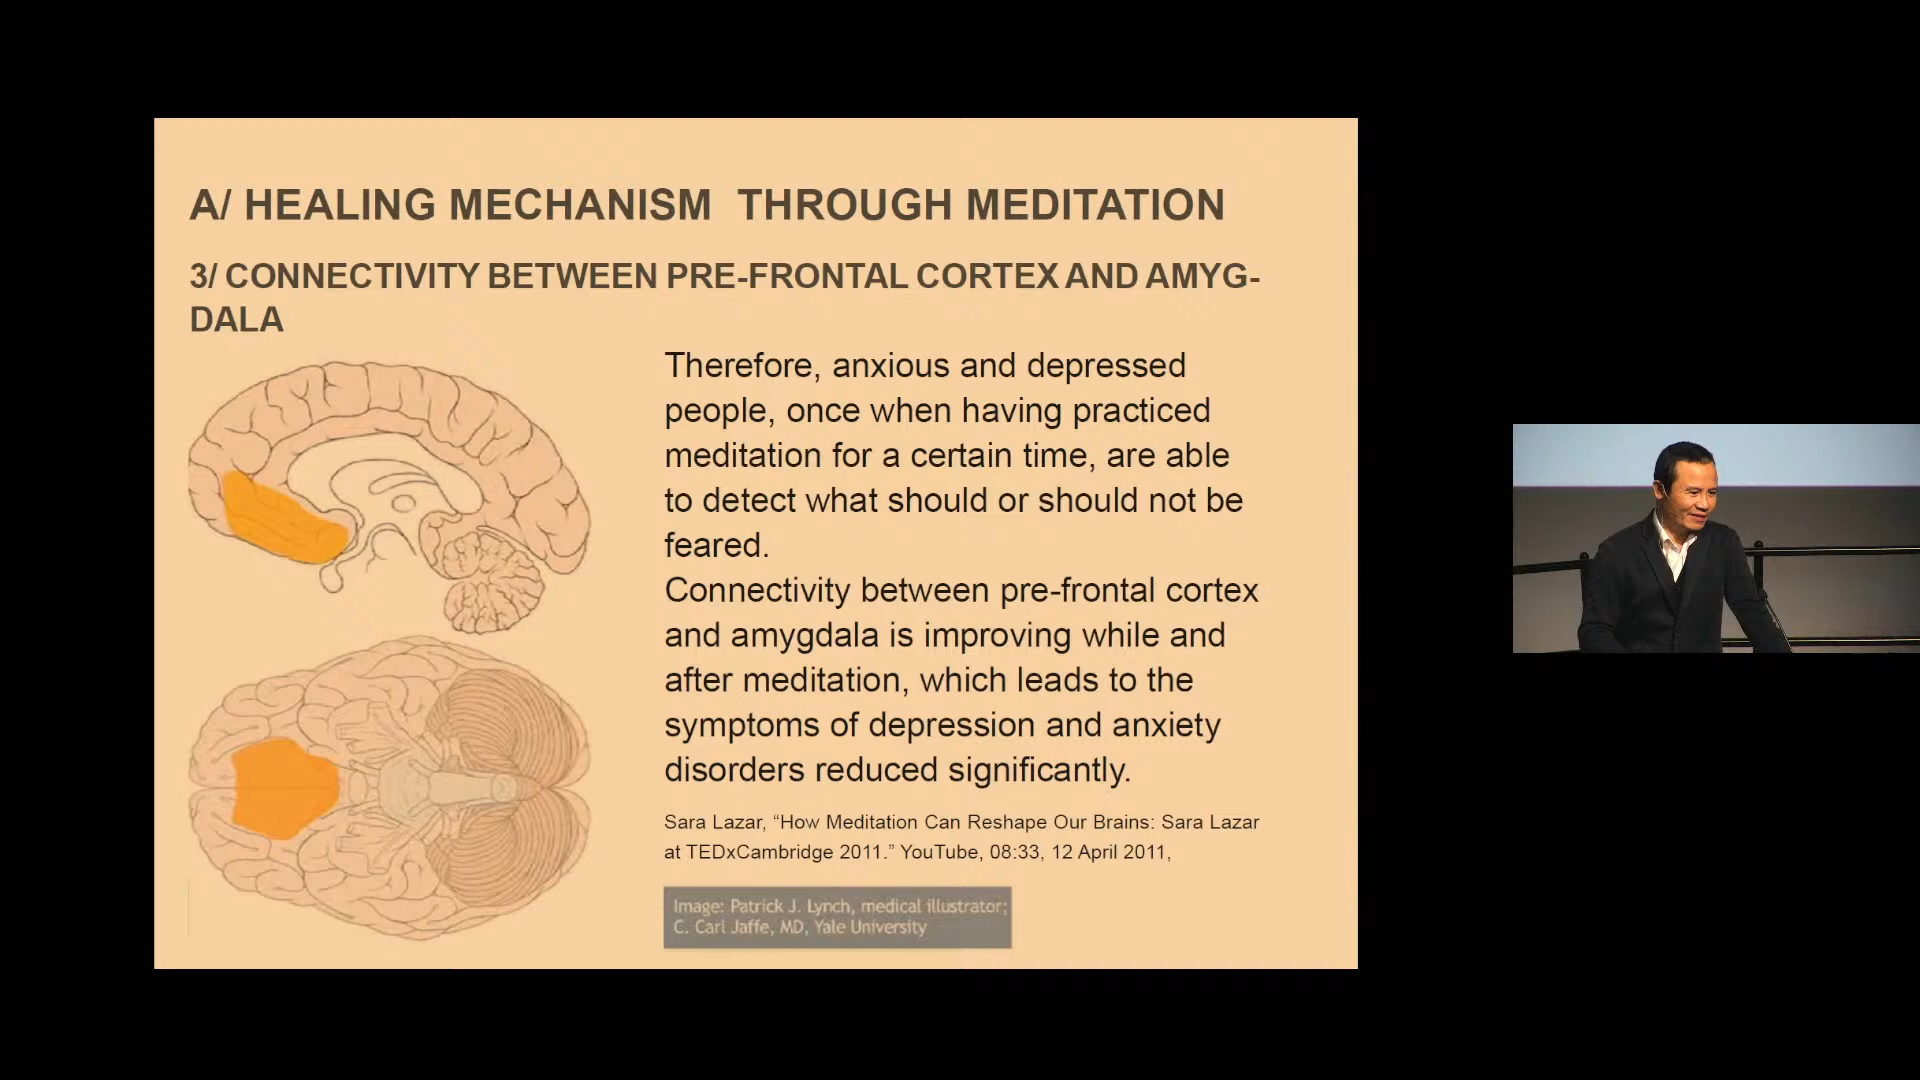 A/ HEALING MECHANISM  THROUGH MEDITATION
3/ CONNECTIVITY BETWEEN PRE-FRONTAL CORTEX AND AMYG-
DALA
Therefore, anxious and depressed
people, once when having practiced
meditation for a certain time, are able
to detect what should or should not be
feared.
Connectivity between pre-frontal cortex
and amygdala is improving while and
after meditation, which leads to the
symptoms of depression and anxiety
disorders reduced significantly.
Sara Lazar, “How Meditation Can Reshape Our Brains: Sara Lazar
at TEDxCambridge 2011.” YouTube, 08:33, 12 April 2011,
Image: Patrick J. Lynch, medical illustrator;
C. Carl Jaffe, MD, Yale University